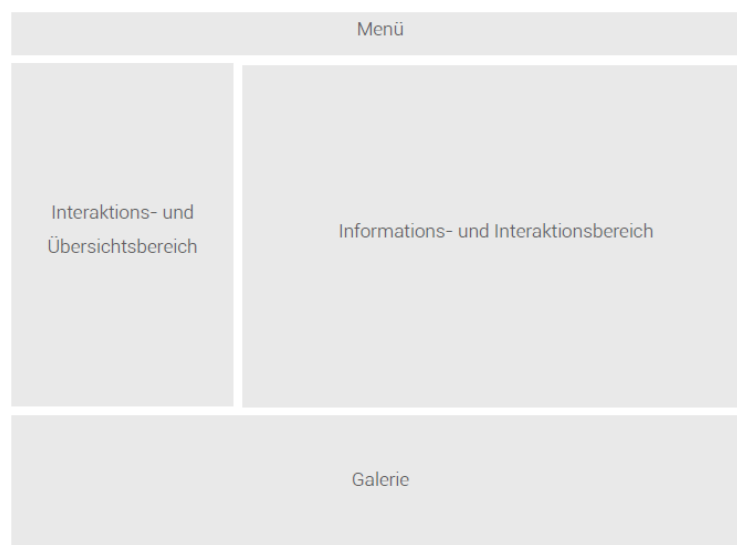 Menü
Interaktions- und
Übersichtsbereich
Informations- und Interaktionsbereich
Galerie